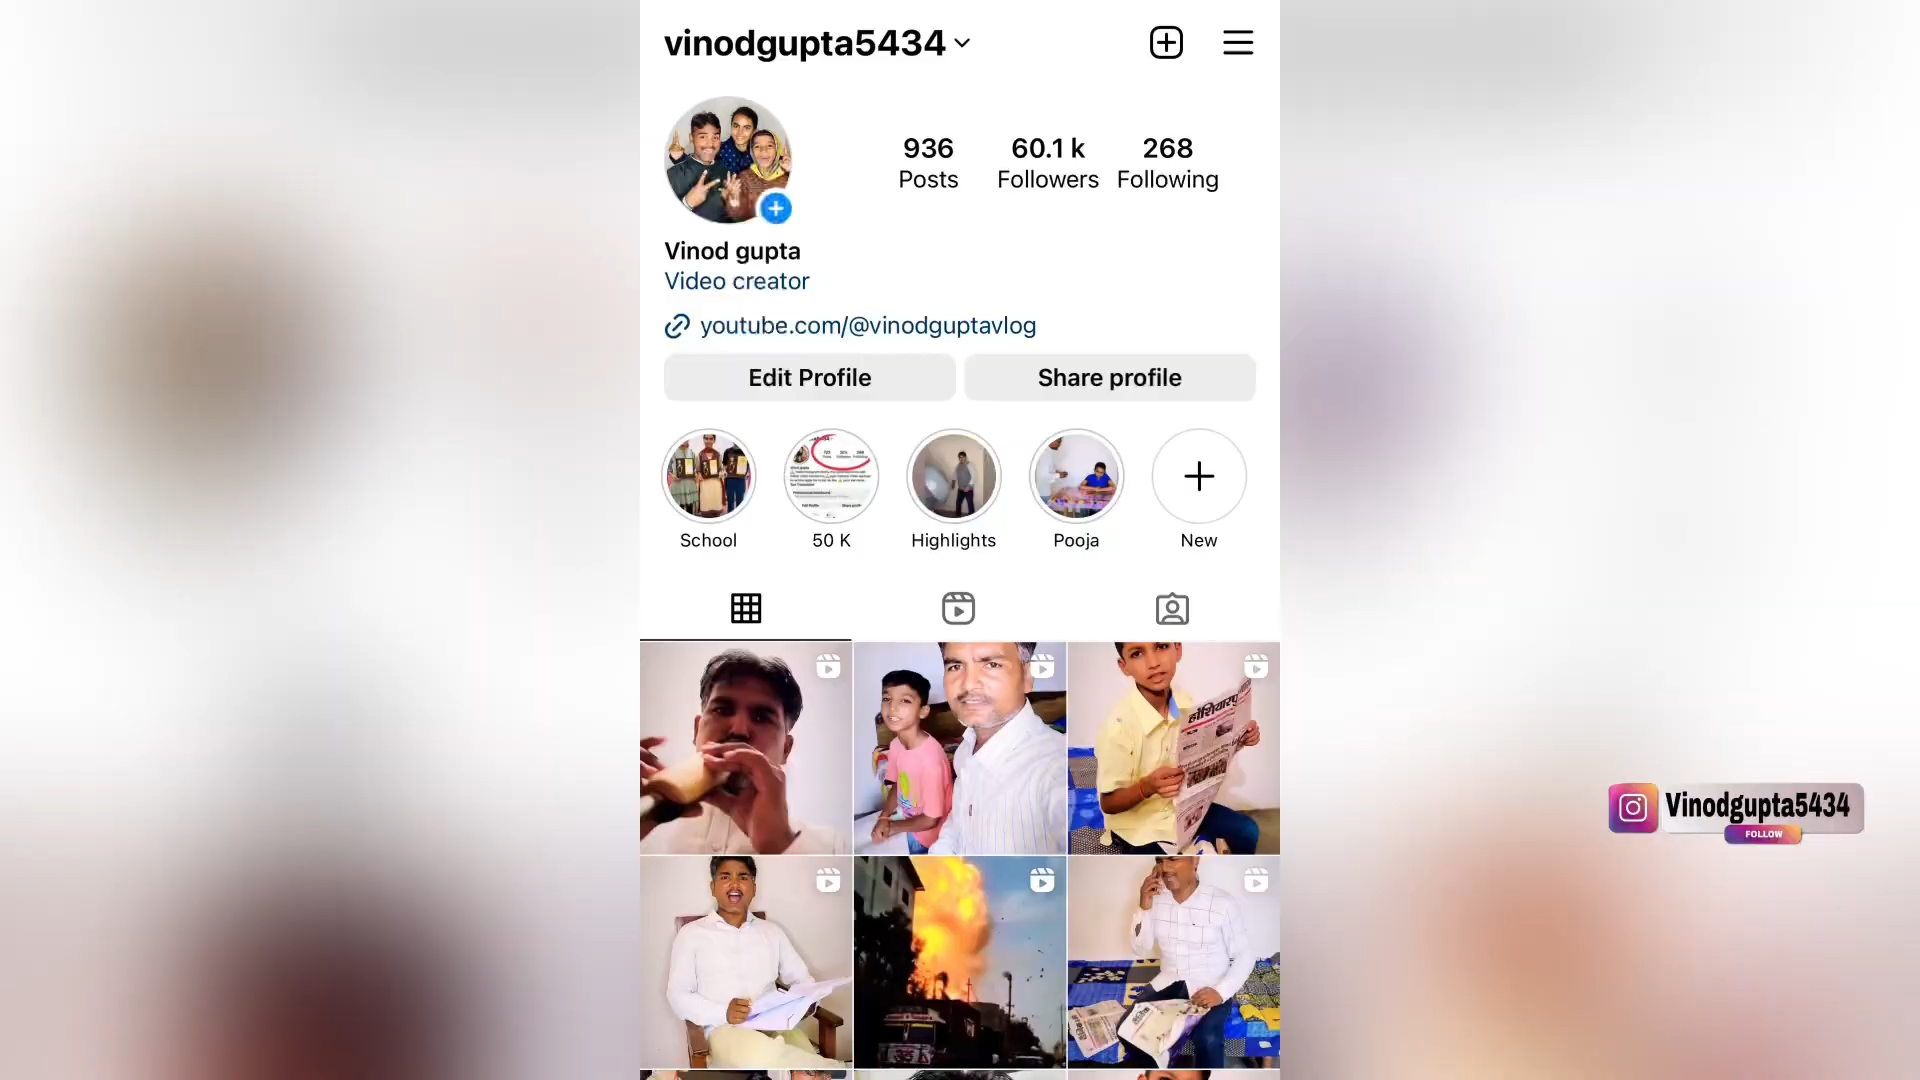 vinodgupta5434
936
Posts
60.1 k
Followers
268
Following
Vinod gupta
Video creator
youtube.com/@vinodguptavlog
Edit Profile
Share profile
School
50 K
Highlights
Pooja
New
Vinodgupta5434
FOLLOW